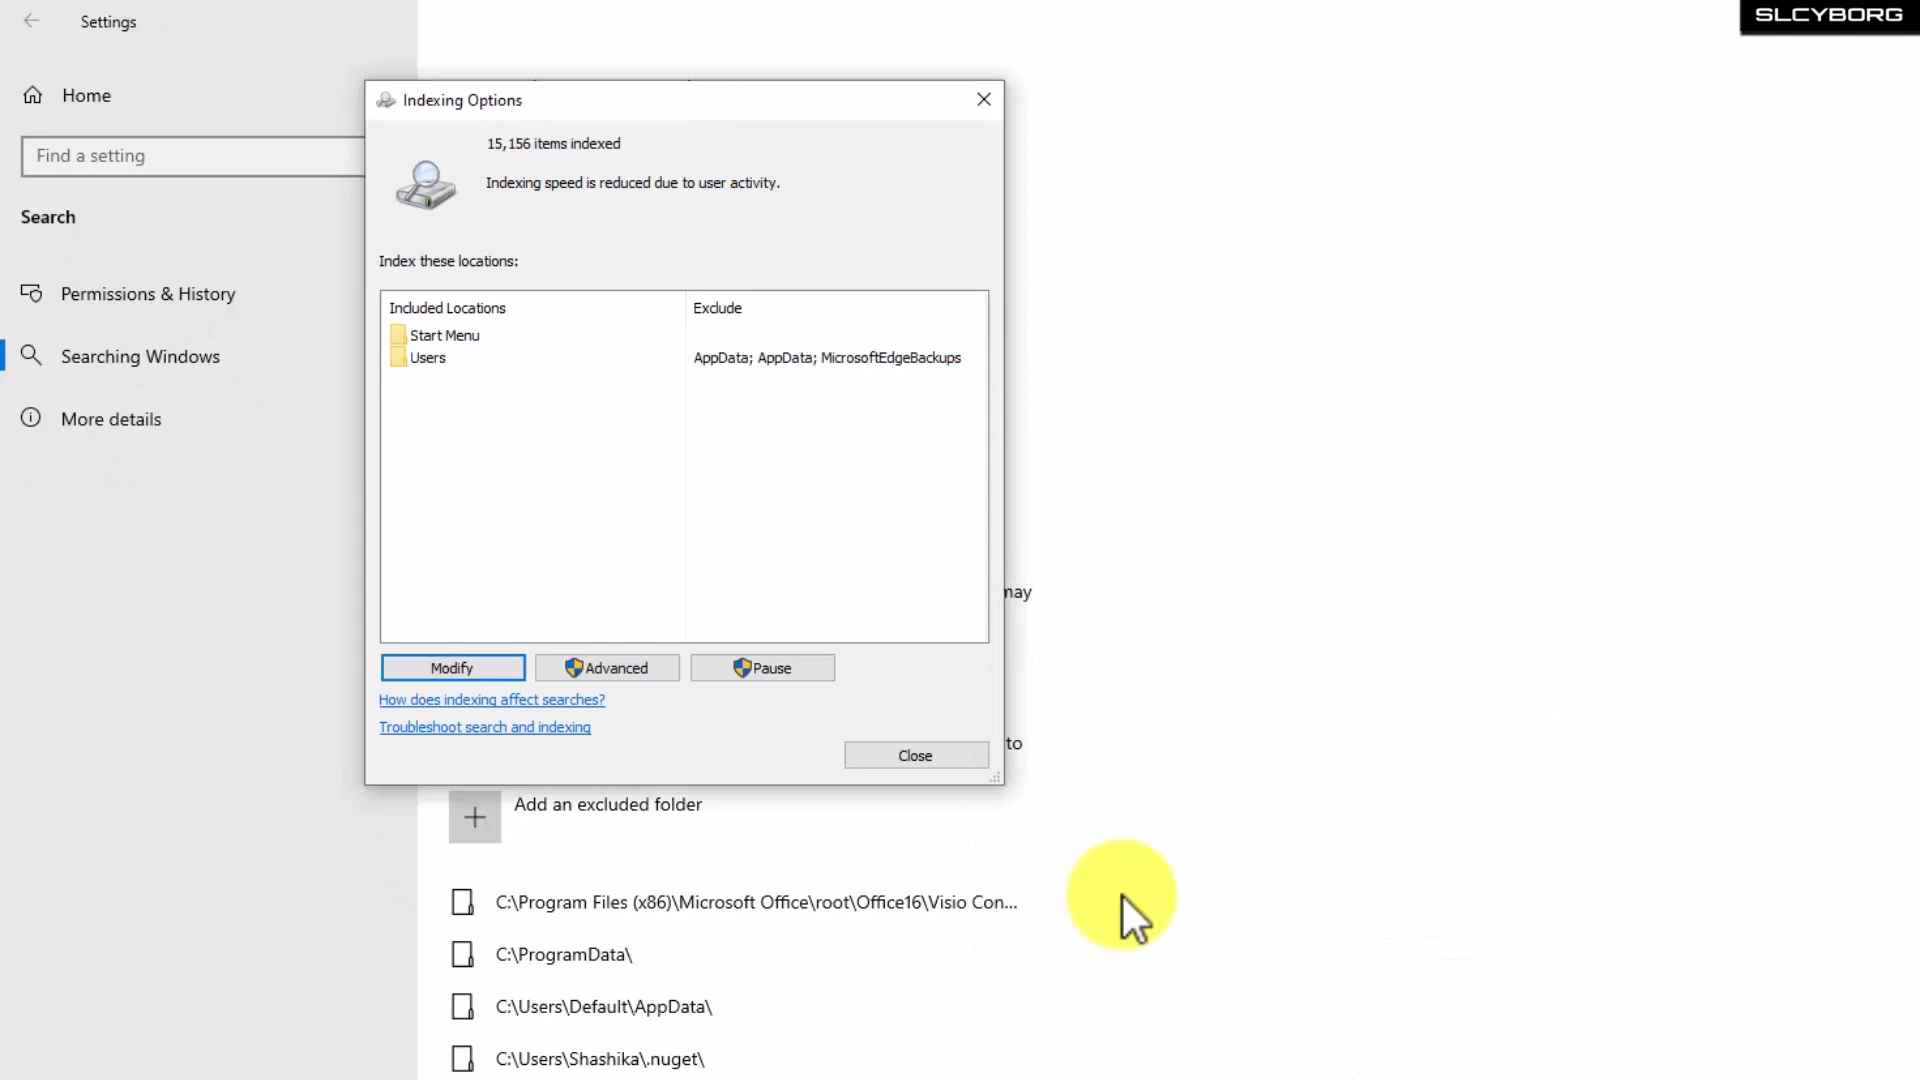 Settings
SLCYBORG
Home
Find a setting
Search
Permissions & History
Searching Windows
More details
Indexing Options
15,156 items indexed
Indexing speed is reduced due to user activity.
Index these locations:
Included Locations Exclude
Start Menu
Users AppData; AppData; MicrosoftEdgeBackups
may
Modify Advanced Pause
How does indexing affect searches?
Troubleshoot search and indexing
to
Close
Add an excluded folder
C:\Program Files (x86)\Microsoft Office\root\Office16\Visio Con...
C:\ProgramData\
C:\Users\Default\AppData\
C:\Users\Shashika\.nuget\